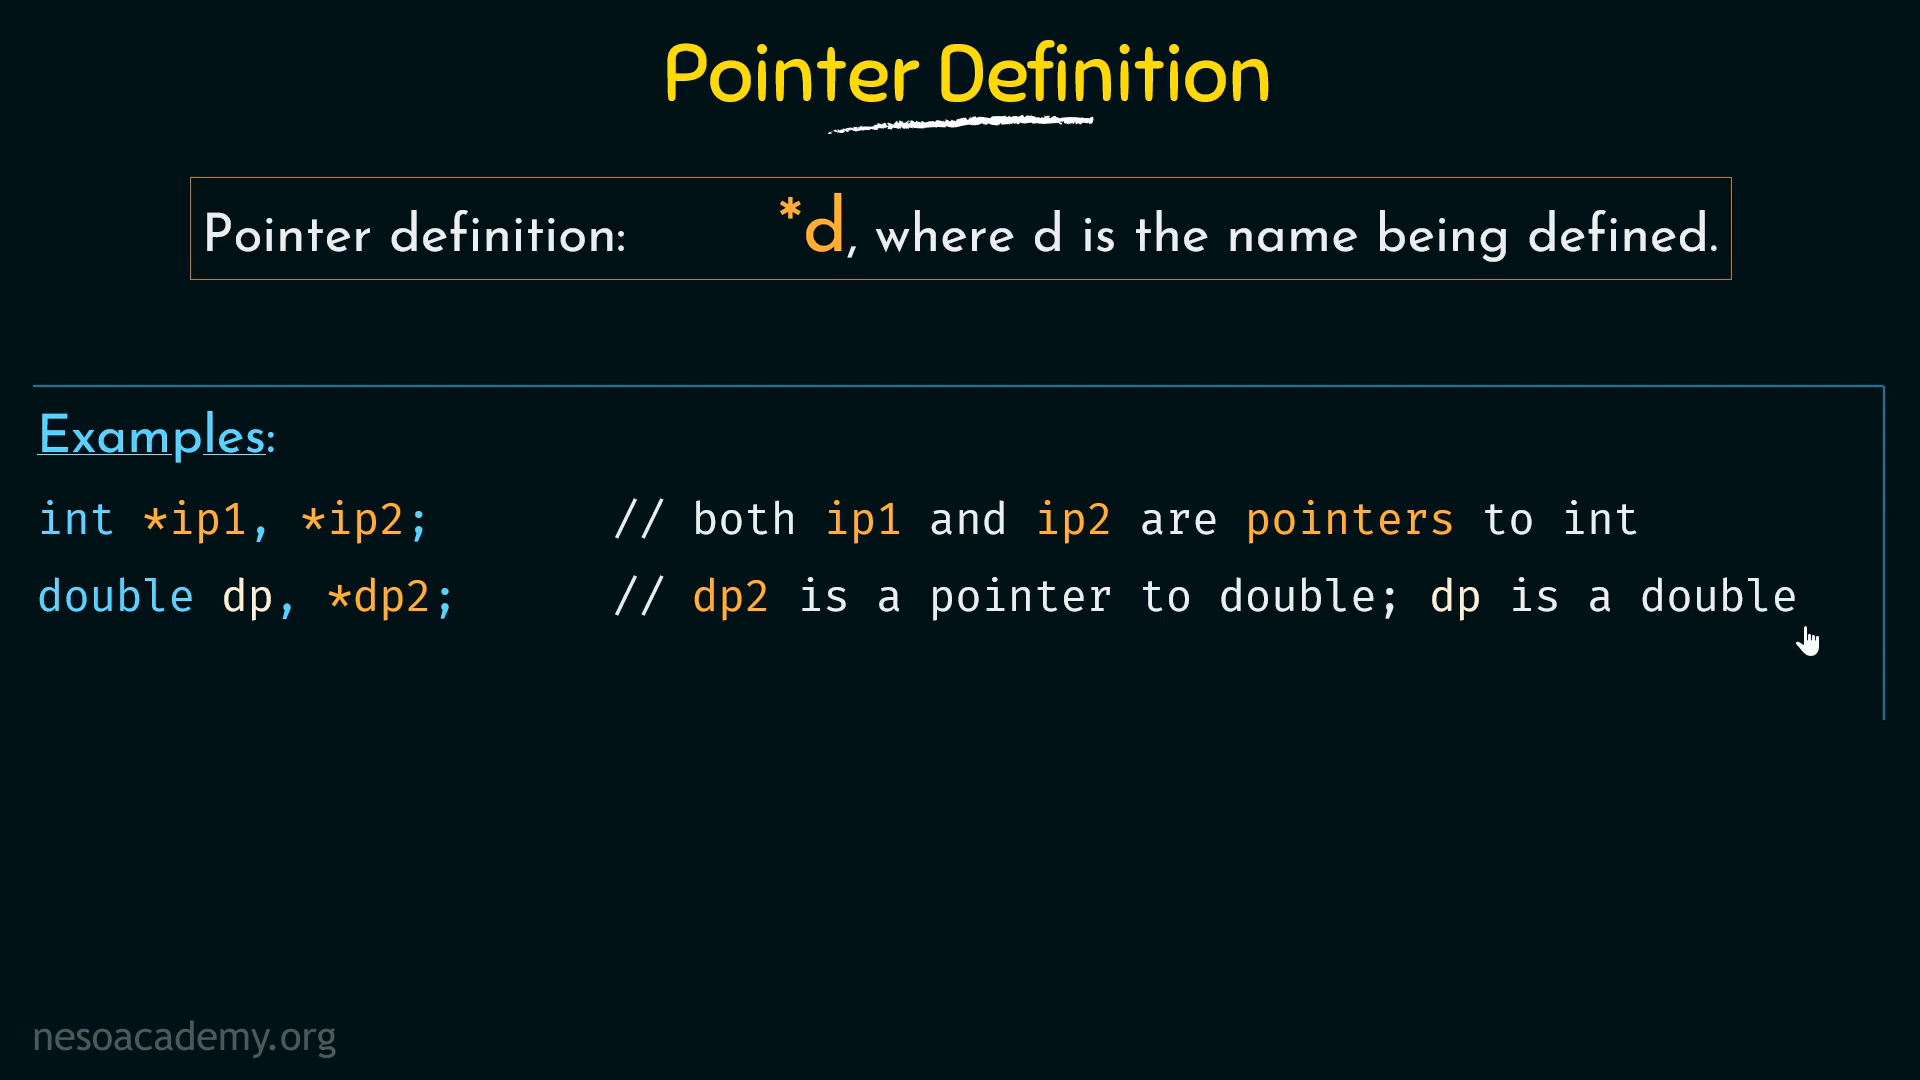 Pointer Definition
Pointer definition: *d, where d is the name being defined.
Examples:
int *ip1, *ip2; // both ip1 and ip2 are pointers to int
double dp, *dp2; // dp2 is a pointer to double; dp is a double
nesoacademy.org